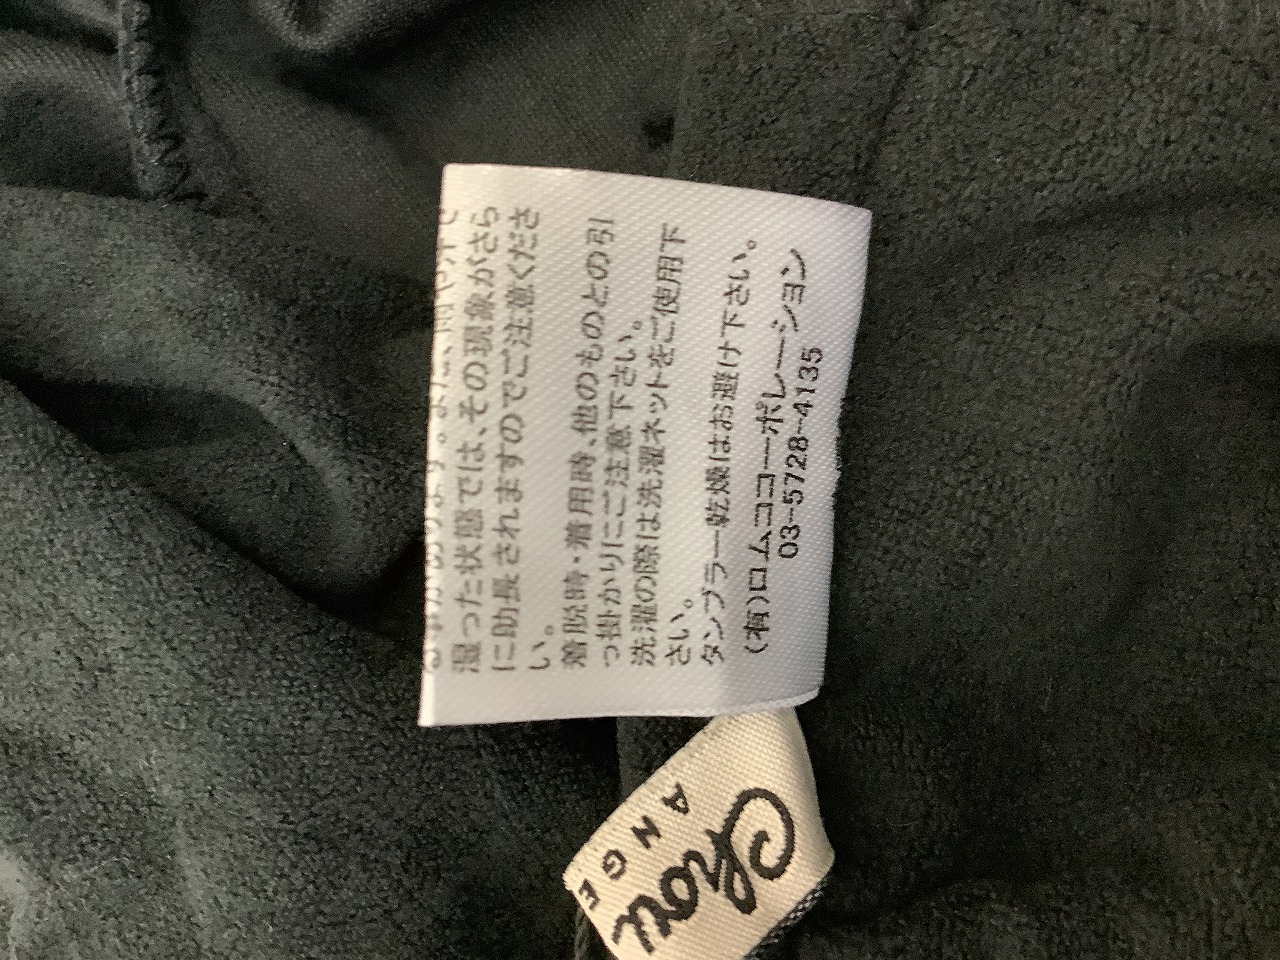 湿った状態では、その現象がさら
に助長されますのでご注意くださ
い。
着脱時・着用時、他のものとの引
っ掛かりにご注意下さい。
洗濯の際は洗濯ネットをご使用下
さい。
タンブラー乾燥はお避け下さい。
(有)ロムココーポレーション
03-5728-4135
Chou
ANGE